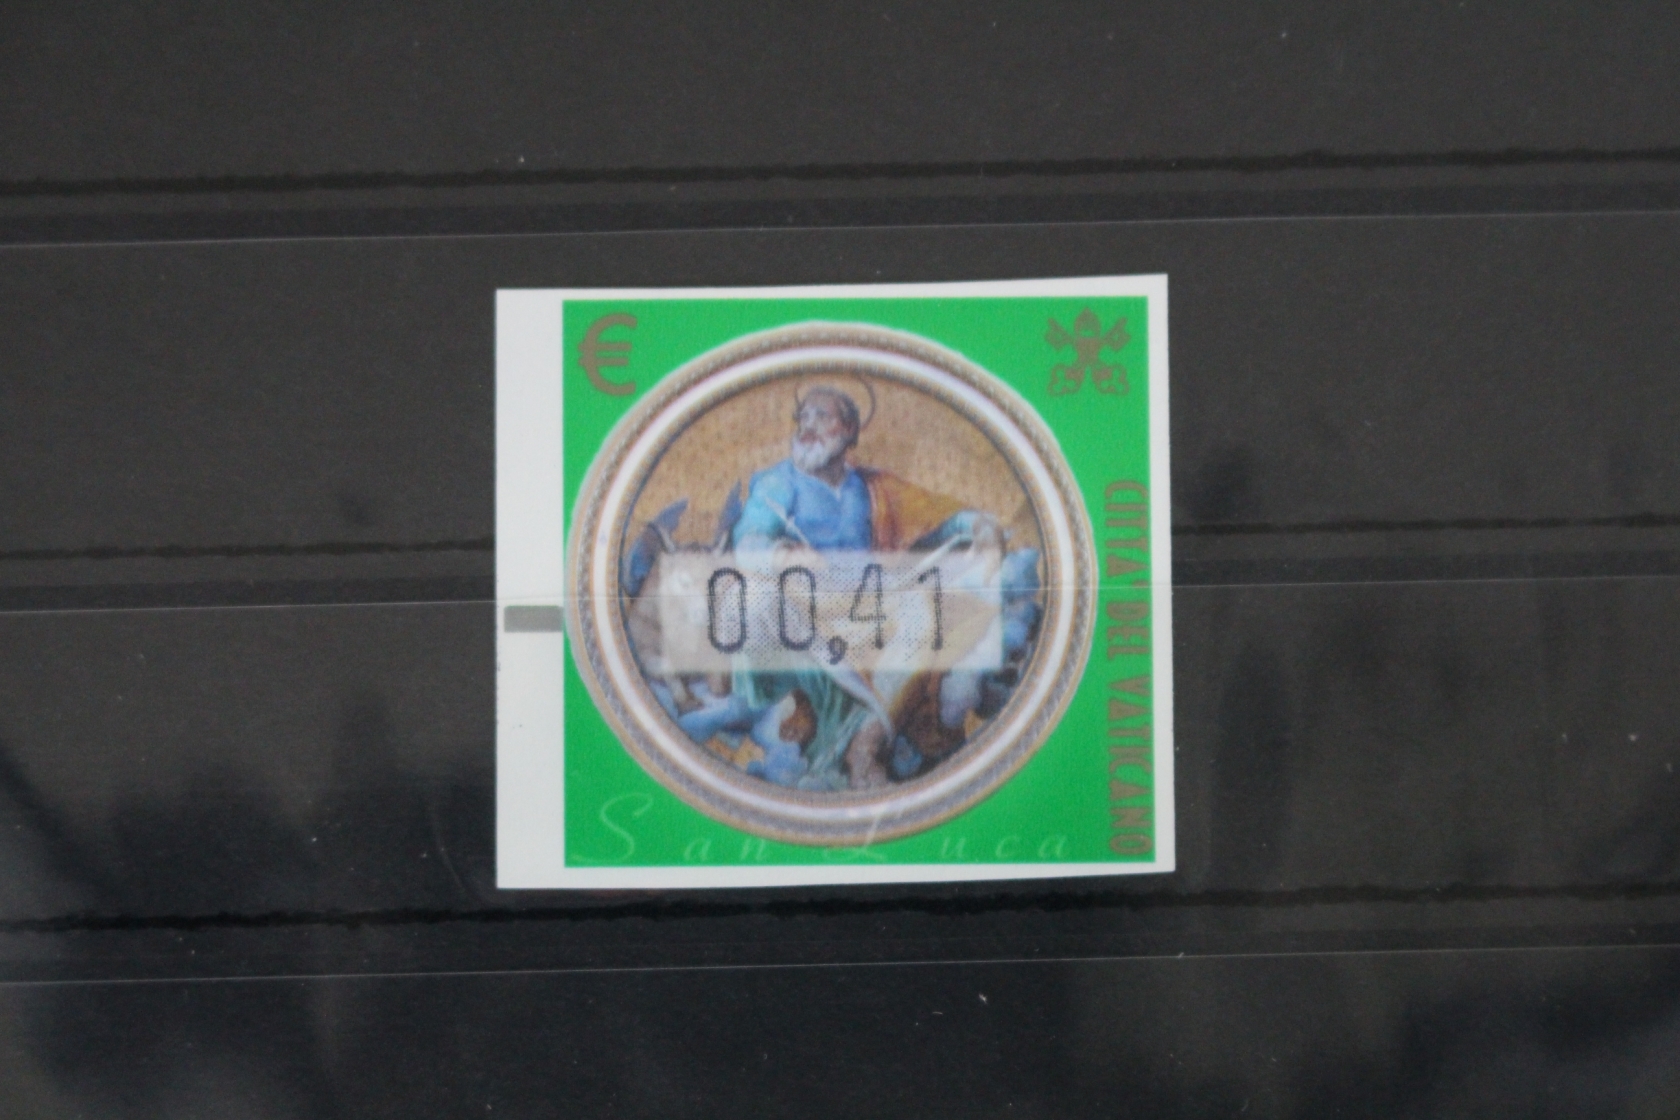 €
00,41
CITTA' DEL VATICANO
San Luca